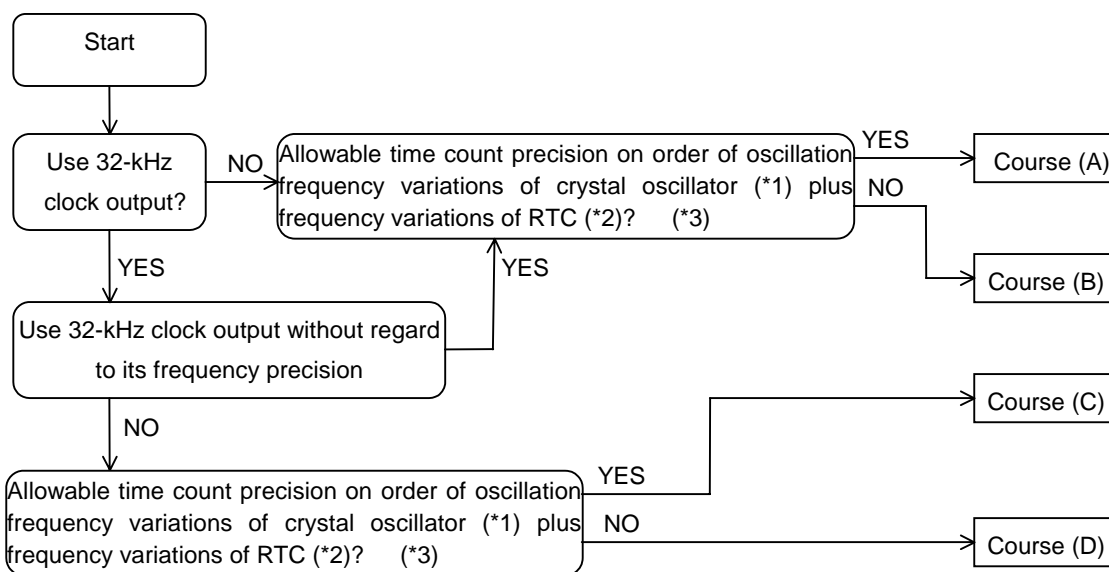 Start
Use 32-kHz
clock output?
NO
Allowable time count precision on order of oscillation
frequency variations of crystal oscillator (*1) plus
frequency variations of RTC (*2)? (*3)
YES
Course (A)
NO
Course (B)
YES
YES
Use 32-kHz clock output without regard
to its frequency precision
NO
Course (C)
YES
Allowable time count precision on order of oscillation
frequency variations of crystal oscillator (*1) plus
frequency variations of RTC (*2)? (*3)
NO
Course (D)